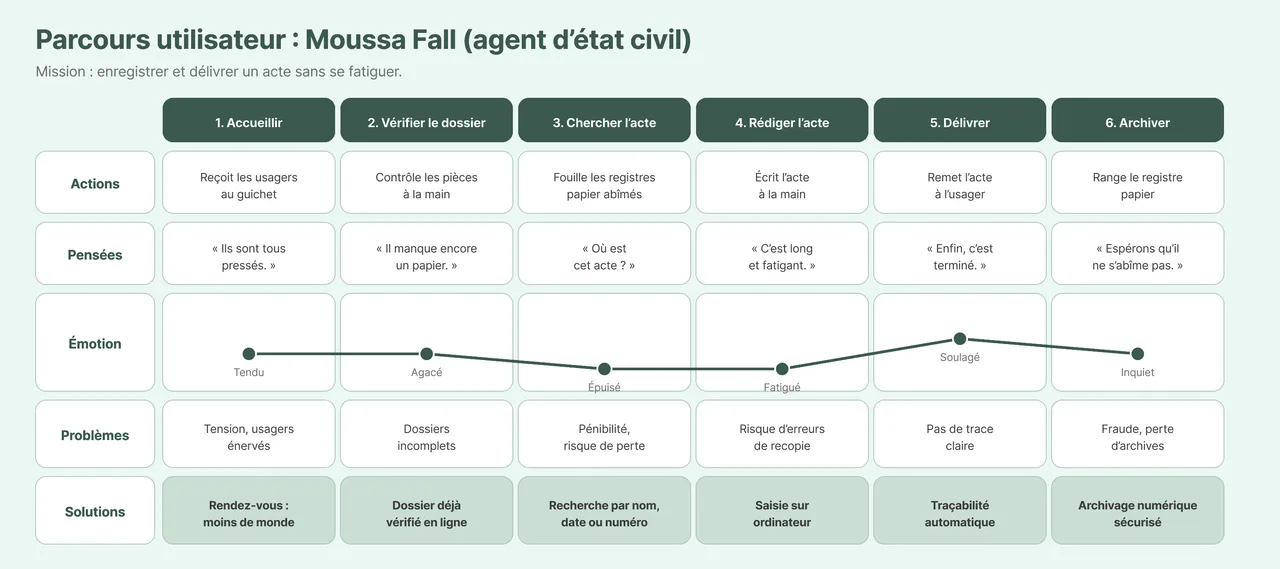 Parcours utilisateur : Moussa Fall (agent d’état civil)
Mission : enregistrer et délivrer un acte sans se fatiguer.
1. Accueillir
2. Vérifier le dossier
3. Chercher l’acte
4. Rédiger l’acte
5. Délivrer
6. Archiver
Actions
Reçoit les usagers
au guichet
Contrôle les pièces
à la main
Fouille les registres
papier abîmés
Écrit l’acte
à la main
Remet l’acte
à l’usager
Range le registre
papier
Pensées
« Ils sont tous
pressés. »
« Il manque encore
un papier. »
« Où est
cet acte ? »
« C’est long
et fatigant. »
« Enfin, c’est
terminé. »
« Espérons qu’il
ne s’abîme pas. »
Émotion
Tendu
Agacé
Épuisé
Fatigué
Soulagé
Inquiet
Problèmes
Tension, usagers
énervés
Dossiers
incomplets
Pénibilité,
risque de perte
Risque d’erreurs
de recopie
Pas de trace
claire
Fraude, perte
d’archives
Solutions
Rendez-vous :
moins de monde
Dossier déjà
vérifié en ligne
Recherche par nom,
date ou numéro
Saisie sur
ordinateur
Traçabilité
automatique
Archivage numérique
sécurisé